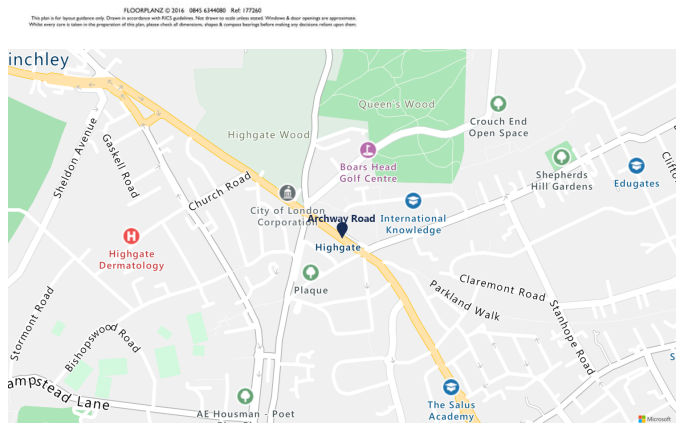 FLOORPLANZ © 2016 0845 6344080 Ref: 177260
This plan is for layout guidance only. Drawn in accordance with RICS guidelines. Not drawn to scale unless stated. Windows & door openings are approximate.
Whilst every care is taken in the preparation of this plan, please check all dimensions, shapes & compass bearings before making any decisions reliant upon them.
inchley
Queen's Wood
Crouch End
Open Space
Highgate Wood
Sheldon Avenue
Gaskell Road
Boars Head
Golf Centre
Shepherds
Hill Gardens
Edugates
Cliffo
Church Road
City of London
Corporation
Archway Road
International
Knowledge
Highgate
Highgate
Dermatology
Plaque
Claremont Road
Parkland Walk
Stanhope Road
Stormont Road
Bishopswood Road
ampstead Lane
AE Housman - Poet
The Salus
Academy
S
Microsoft